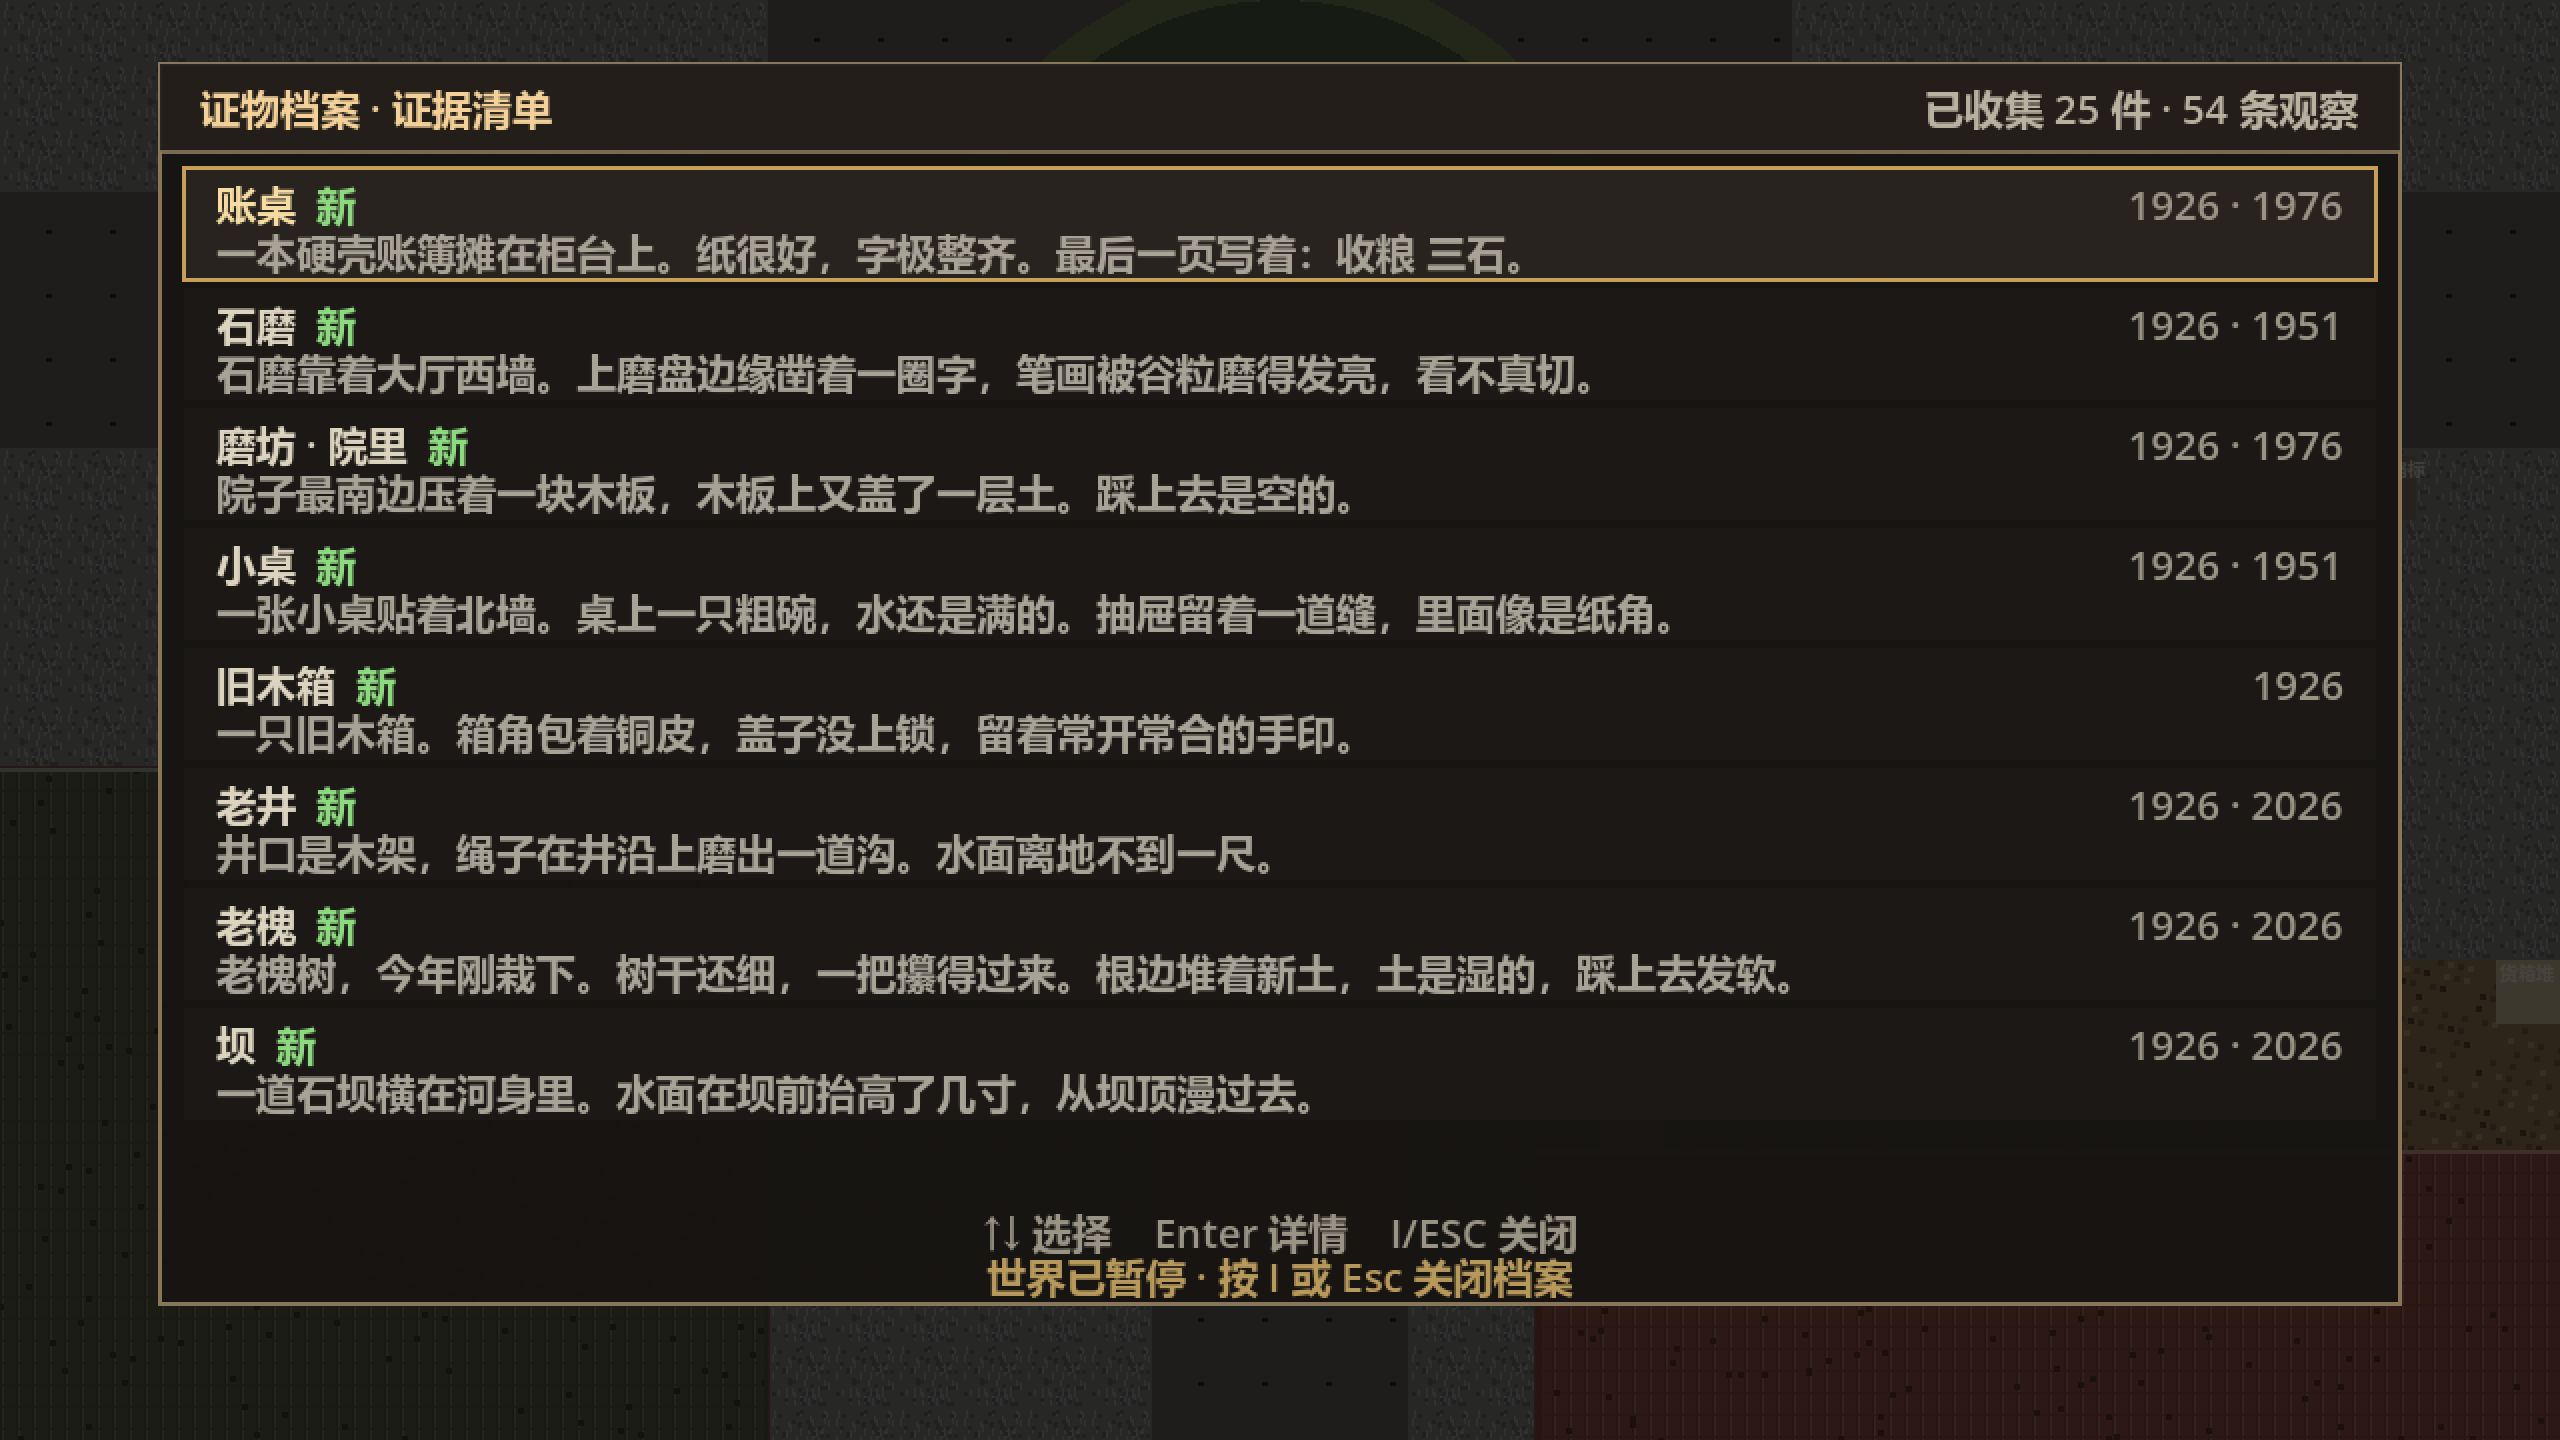 证物档案 · 证据清单
已收集 25 件 · 54 条观察
账桌 新
1926 · 1976
一本硬壳账簿摊在柜台上。纸很好，字极整齐。最后一页写着：收粮 三石。
石磨 新
1926 · 1951
石磨靠着大厅西墙。上磨盘边缘凿着一圈字，笔画被谷粒磨得发亮，看不真切。
磨坊 · 院里 新
1926 · 1976
院子最南边压着一块木板，木板上又盖了一层土。踩上去是空的。
小桌 新
1926 · 1951
一张小桌贴着北墙。桌上一只粗碗，水还是满的。抽屉留着一道缝，里面像是纸角。
旧木箱 新
1926
一只旧木箱。箱角包着铜皮，盖子没上锁，留着常开常合的手印。
老井 新
1926 · 2026
井口是木架，绳子在井沿上磨出一道沟。水面离地不到一尺。
老槐 新
1926 · 2026
老槐树，今年刚栽下。树干还细，一把攥得过来。根边堆着新土，土是湿的，踩上去发软。
坝 新
1926 · 2026
一道石坝横在河身里。水面在坝前抬高了几寸，从坝顶漫过去。
↑↓ 选择 Enter 详情 I/ESC 关闭
世界已暂停 · 按 I 或 Esc 关闭档案